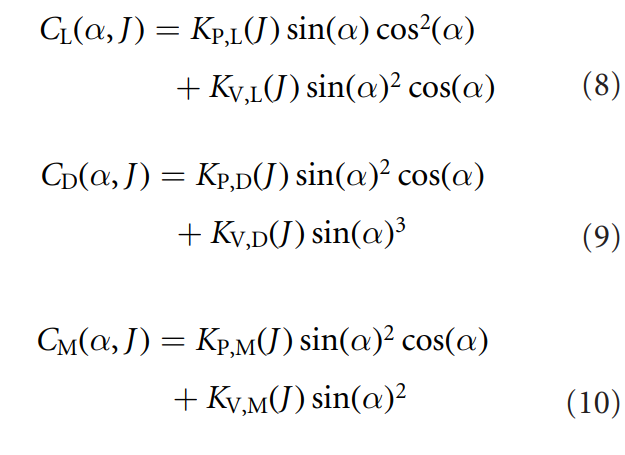 C_L(α, J) = K_{P,L}(J) sin(α) cos²(α)
+ K_{V,L}(J) sin(α)² cos(α) (8)
C_D(α, J) = K_{P,D}(J) sin(α)² cos(α)
+ K_{V,D}(J) sin(α)³ (9)
C_M(α, J) = K_{P,M}(J) sin(α)² cos(α)
+ K_{V,M}(J) sin(α)² (10)